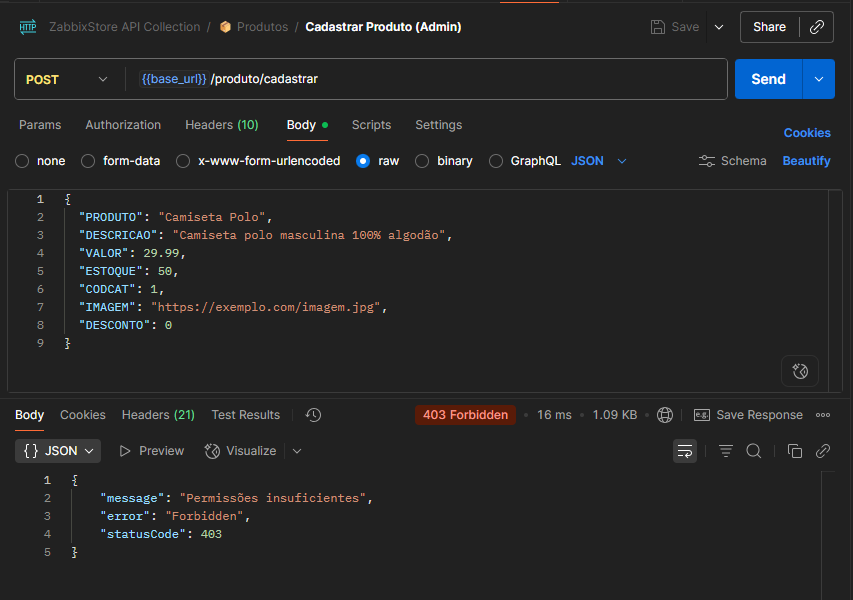 HTTP ZabbixStore API Collection / Produtos / Cadastrar Produto (Admin) Save Share
POST {{base_url}} /produto/cadastrar Send
Params Authorization Headers (10) Body Scripts Settings Cookies
none form-data x-www-form-urlencoded raw binary GraphQL JSON Schema Beautify
1 {
2 "PRODUTO": "Camiseta Polo",
3 "DESCRICAO": "Camiseta polo masculina 100% algodão",
4 "VALOR": 29.99,
5 "ESTOQUE": 50,
6 "CODCAT": 1,
7 "IMAGEM": "https://exemplo.com/imagem.jpg",
8 "DESCONTO": 0
9 }
Body Cookies Headers (21) Test Results 403 Forbidden 16 ms 1.09 KB e.g. Save Response
{} JSON Preview Visualize
1 {
2 "message": "Permissões insuficientes",
3 "error": "Forbidden",
4 "statusCode": 403
5 }